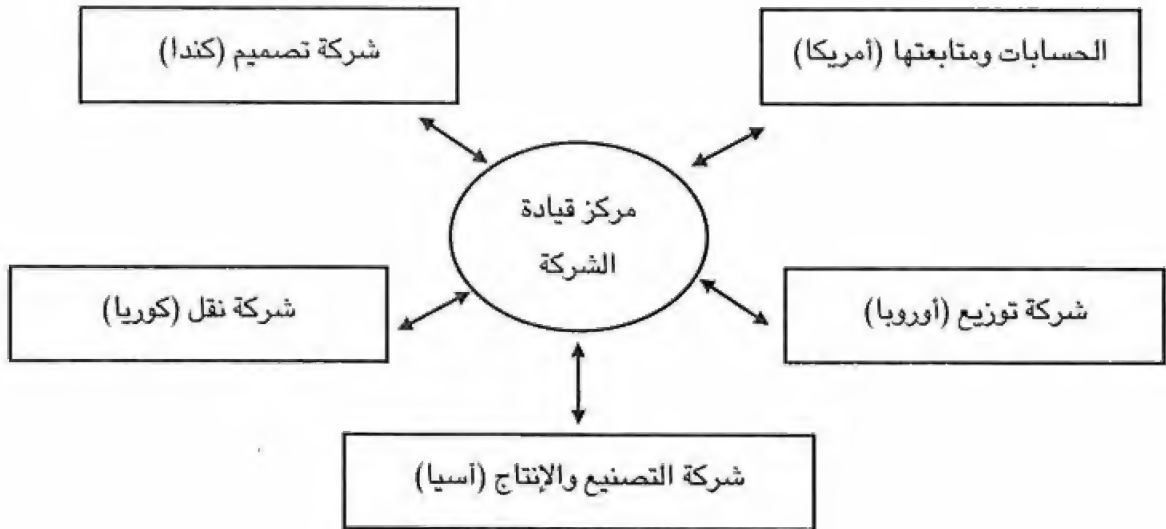 الحسابات ومتابعتها (أمريكا)
شركة تصميم (كندا)
مركز قيادة
الشركة
شركة توزيع (أوروبا)
شركة نقل (كوريا)
شركة التصنيع والإنتاج (آسيا)